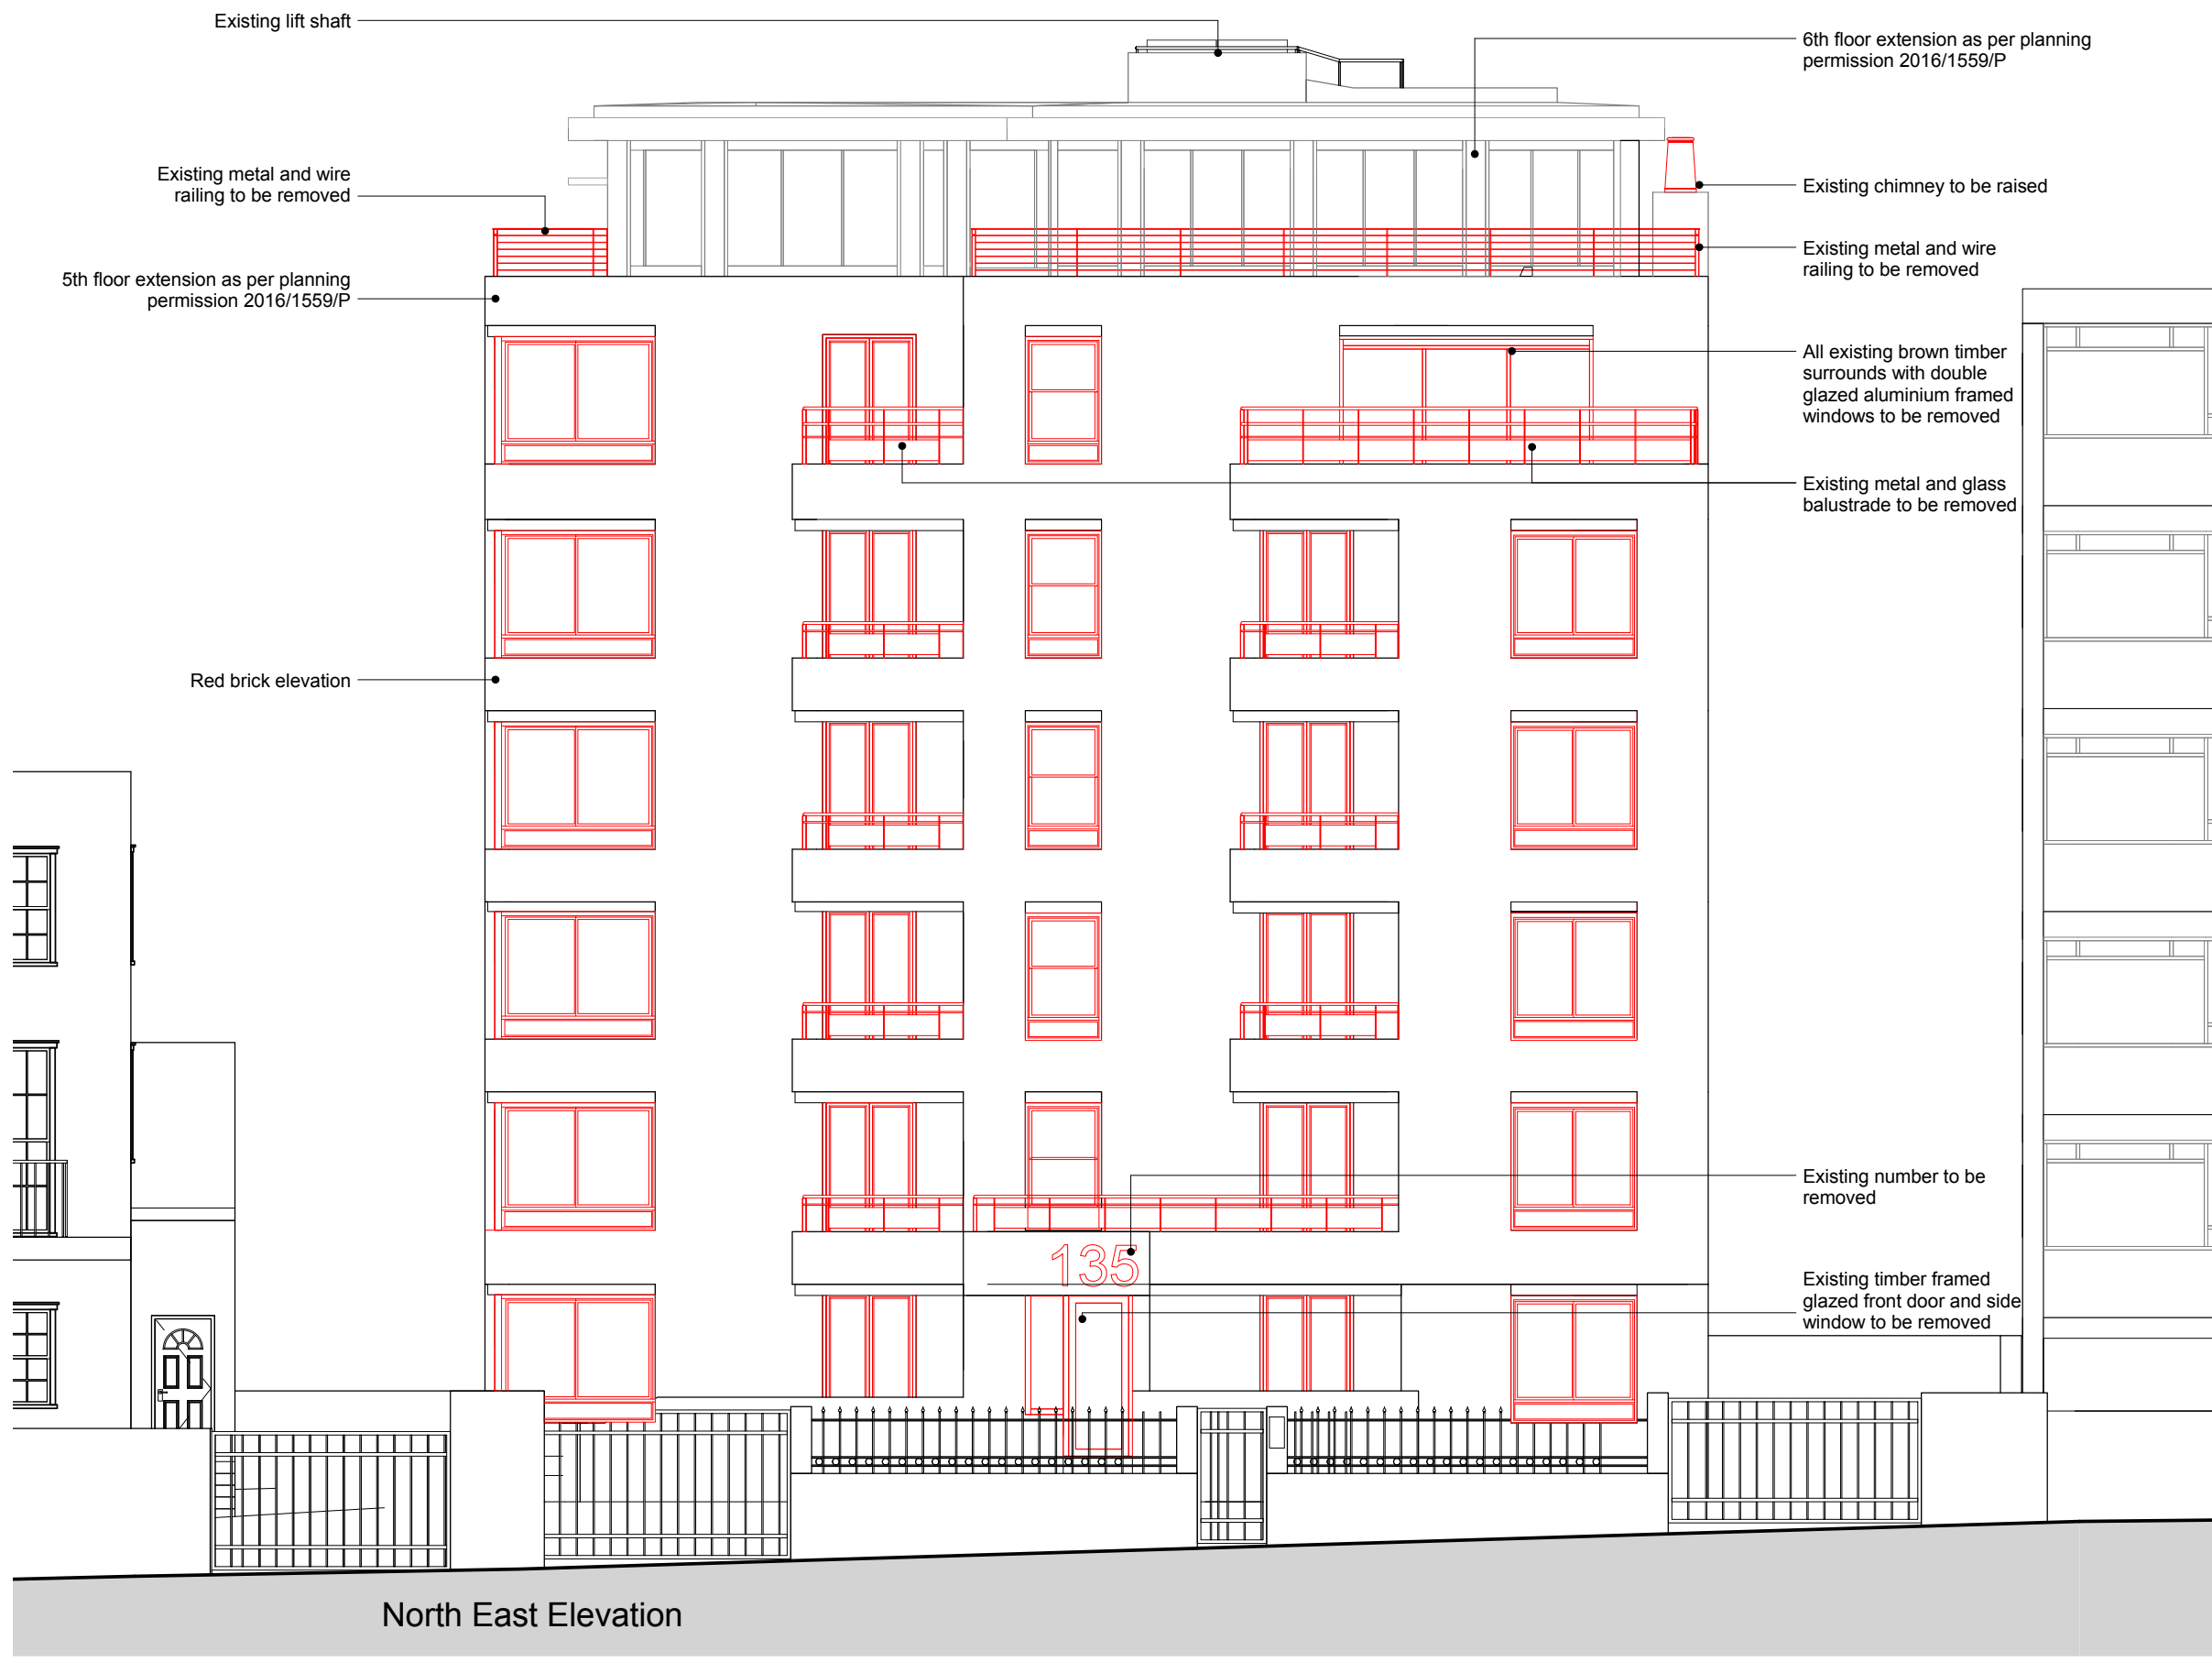 Existing lift shaft
6th floor extension as per planning
permission 2016/1559/P
Existing metal and wire
railing to be removed
Existing chimney to be raised
Existing metal and wire
railing to be removed
5th floor extension as per planning
permission 2016/1559/P
All existing brown timber
surrounds with double
glazed aluminium framed
windows to be removed
Existing metal and glass
balustrade to be removed
Red brick elevation
Existing number to be
removed
135
Existing timber framed
glazed front door and side
window to be removed
North East Elevation